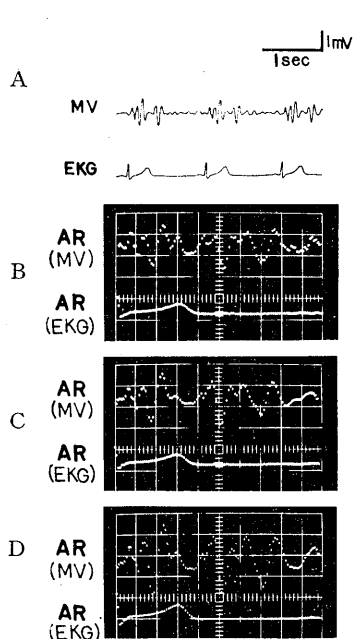 1mV
1sec
A
MV
EKG
B
AR
(MV)
AR
(EKG)
C
AR
(MV)
AR
(EKG)
D
AR
(MV)
AR
(EKG)